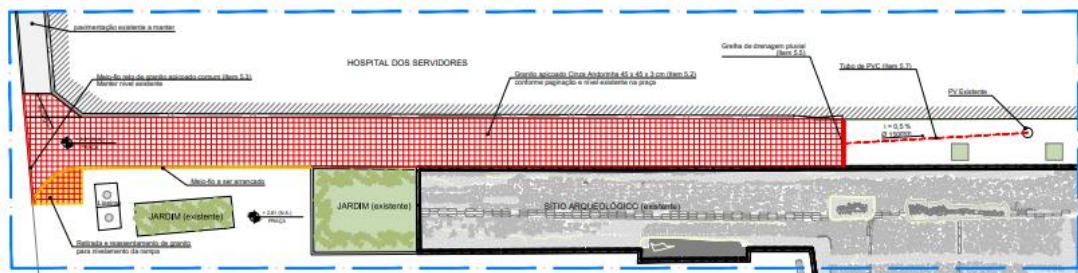 pavimentação existente a manter
HOSPITAL DOS SERVIDORES
Grelha de drenagem pluvial
(item 5.5)
Meio-fio reto de granito apicoado comum (item 5.3)
Manter nível existente
Granito apicoado Cinza Andorinha 45 x 45 x 3 cm (item 5.2)
conforme paginação e nível existente na praça
Tubo de PVC (item 5.7)
PV Existente
i = 0,5 %
PRAÇA
Meio-fio a ser arrancado
JARDIM (existente)
PRAÇA
JARDIM (existente)
SÍTIO ARQUEOLÓGICO (existente)
Retirada e reassentamento de granito
para nivelamento da rampa